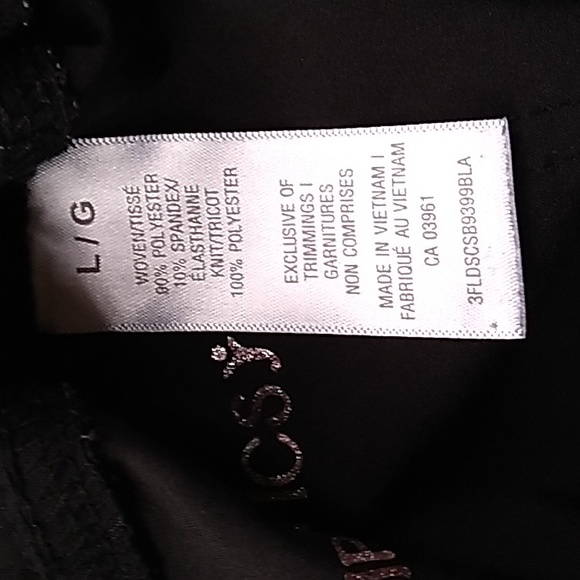 L / G
WOVEN/TISSÉ
90% POLYESTER
10% SPANDEX/
ÉLASTHANNE
KNIT/TRICOT
100% POLYESTER
EXCLUSIVE OF
TRIMMINGS I
GARNITURES
NON COMPRISES
MADE IN VIETNAM I
FABRIQUÉ AU VIETNAM
CA 03961
3FLDSCSB9399BLA